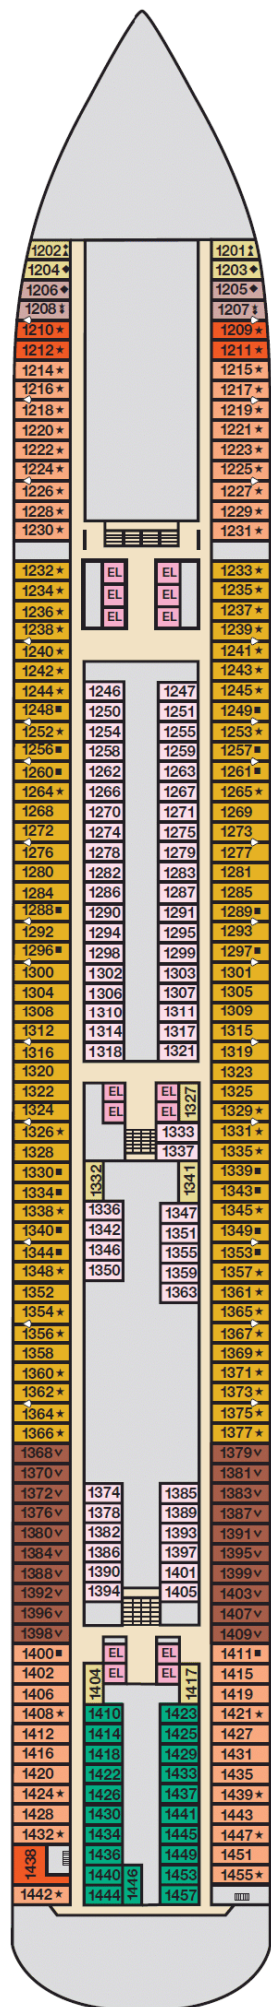 1202 ▲ 1201 ▲
1204 ◆ 1203 ◆
1206 ◆ 1205 ◆
1208 1207
1210 ★ 1209 ★
1212 ★ 1211 ★
1214 ★ 1215 ★
1216 ★ 1217 ★
1218 ★ 1219 ★
1220 ★ 1221 ★
1222 ★ 1223 ★
1224 ★ 1225 ★
1226 ★ 1227 ★
1228 ★ 1229 ★
1230 ★ 1231 ★
1232 ★ EL EL 1233 ★
1234 ★ EL EL 1235 ★
1236 ★ EL EL 1237 ★
1238 ★ 1239 ★
1240 ★ 1241 ★
1242 ★ 1243 ★
1244 ★ 1246 1247 1245 ★
1248 ■ 1250 1251 1249 ■
1252 ★ 1254 1255 1253 ★
1256 ■ 1258 1259 1257 ■
1260 ■ 1262 1263 1261 ■
1264 ★ 1266 1267 1265 ★
1268 1270 1271 1269
1272 1274 1275 1273
1276 1278 1279 1277
1280 1282 1283 1281
1284 1286 1287 1285
1288 ■ 1290 1291 1289 ■
1292 1294 1295 1293
1296 ■ 1298 1299 1297 ■
1300 1302 1303 1301
1304 1306 1307 1305
1308 1310 1311 1309
1312 1314 1317 1315
1316 1318 1321 1319
1320 1323
1322 EL EL 1327 1325
1324 EL EL 1329 ★
1326 ★ 1333 1331 ★
1328 1337 1335 ★
1330 ■ 1332 1341 1339 ■
1334 ■ 1343 ■
1338 ★ 1336 1347 1345 ★
1340 ■ 1342 1351 1349 ■
1344 ■ 1346 1355 1353 ■
1348 ★ 1350 1359 1357 ★
1352 1363 1361 ★
1354 ★ 1365 ★
1356 ★ 1367 ★
1358 1369 ★
1360 ★ 1371 ★
1362 ★ 1373 ★
1364 ★ 1375 ★
1366 ★ 1377 ★
1368 v 1379 v
1370 v 1381 v
1372 v 1374 1385 1383 v
1376 v 1378 1389 1387 v
1380 v 1382 1393 1391 v
1384 v 1386 1397 1395 v
1388 v 1390 1401 1399 v
1392 v 1394 1405 1403 v
1396 v 1407 v
1398 v 1409 v
1400 ■ EL EL 1411 ■
1402 1404 EL EL 1417 1415
1406 1419
1408 ★ 1410 1423 1421 ★
1412 1414 1425 1427
1416 1418 1429 1431
1420 1422 1433 1435
1424 ★ 1426 1437 1439 ★
1428 1430 1441 1443
1432 ★ 1434 1445 1447 ★
1438 1436 1449 1451
1440 1446 1453 1455 ★
1442 ★ 1444 1457